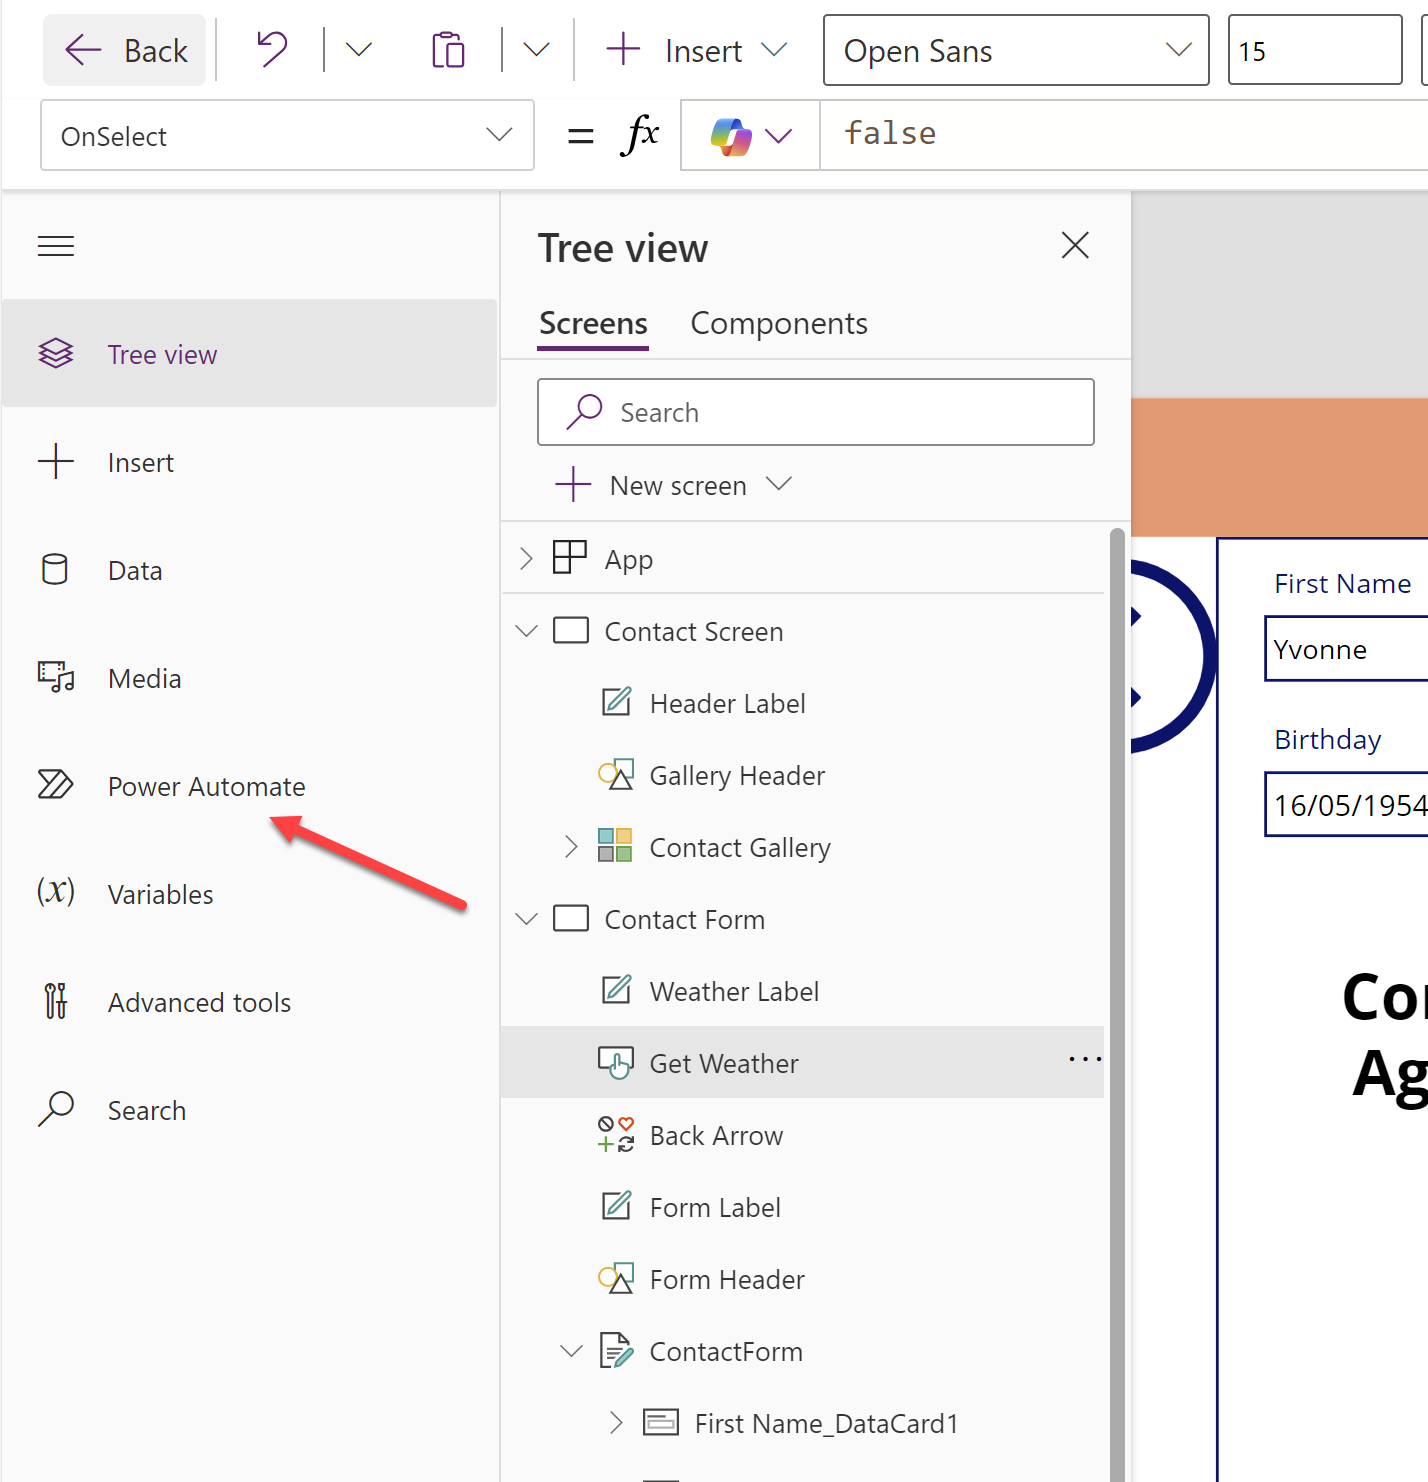 Back
Insert
Open Sans
15
OnSelect
= fx
false
Tree view
Insert
Data
Media
Power Automate
(x) Variables
Advanced tools
Search
Tree view
Screens Components
Search
New screen
App
Contact Screen
Header Label
Gallery Header
Contact Gallery
Contact Form
Weather Label
Get Weather ...
Back Arrow
Form Label
Form Header
ContactForm
First Name_DataCard1
First Name
Yvonne
Birthday
16/05/1954